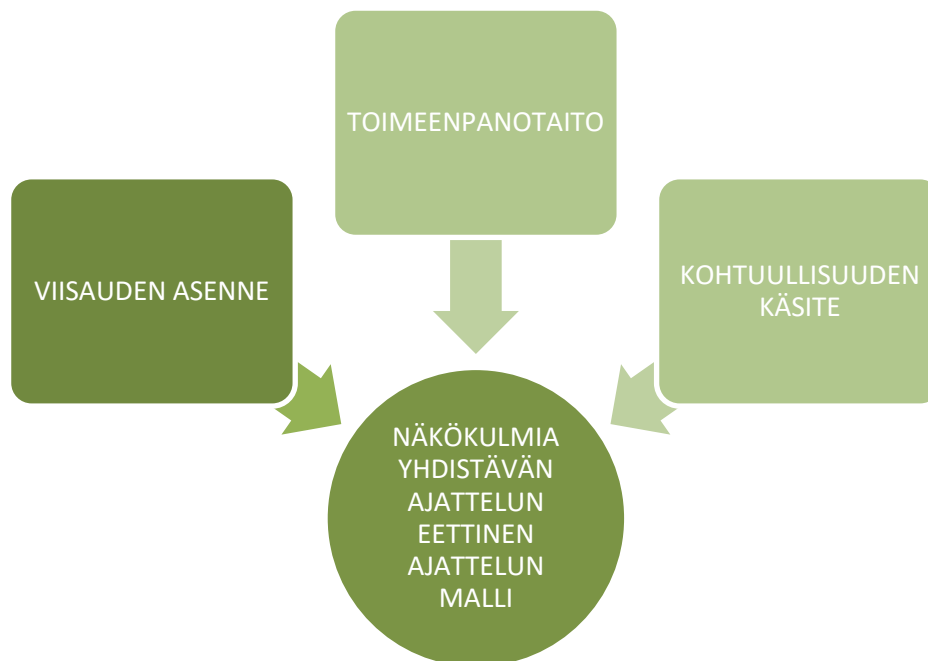 TOIMEENPANOTAITO
VIISAUDEN ASENNE
KOHTUULLISUUDEN
KÄSITE
NÄKÖKULMIA
YHDISTÄVÄN
AJATTELUN
EETTINEN
AJATTELUN
MALLI